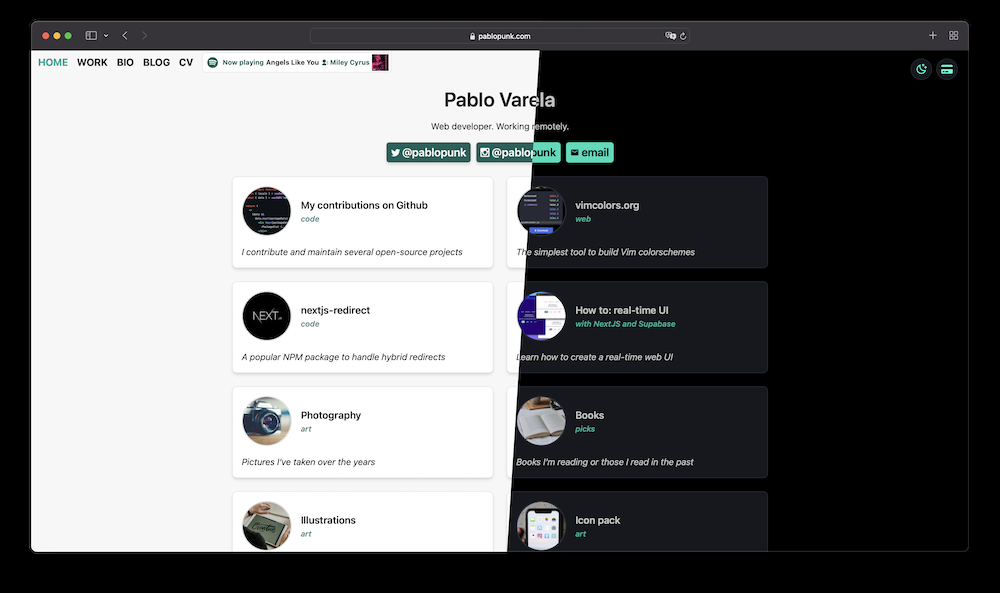 pablopunk.com
HOME WORK BIO BLOG CV Now playing Angels Like You Miley Cyrus
Pablo Varela
Web developer. Working remotely.
@pablopunk @pablopunk email
My contributions on Github
code
I contribute and maintain several open-source projects
vimcolors.org
web
The simplest tool to build Vim colorschemes
NEXT.JS
nextjs-redirect
code
A popular NPM package to handle hybrid redirects
How to: real-time UI
with NextJS and Supabase
Learn how to create a real-time web UI
Photography
art
Pictures I've taken over the years
Books
picks
Books I'm reading or those I read in the past
Illustrations
art
Icon pack
art